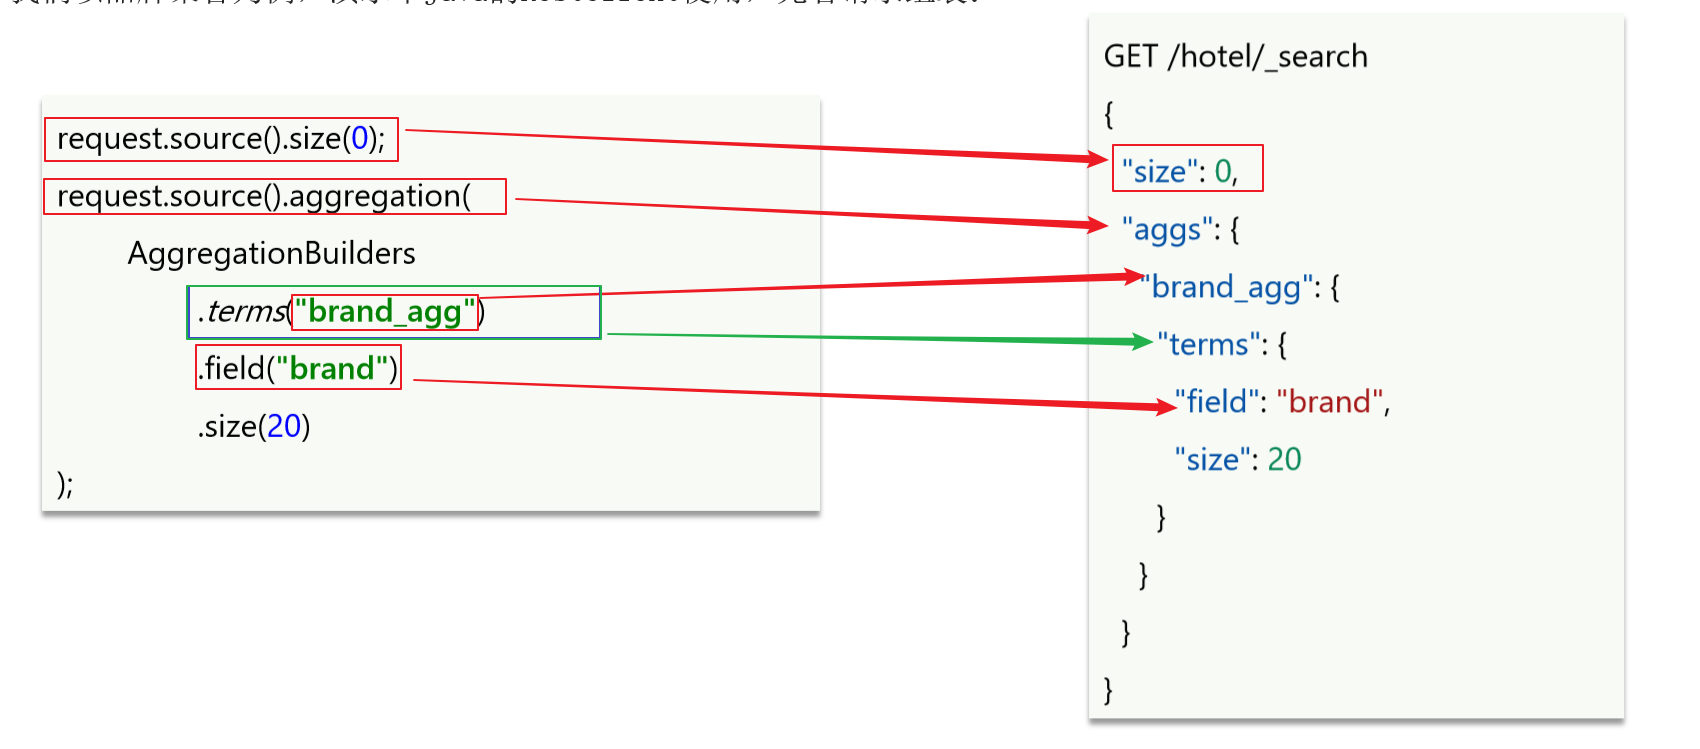 request.source().size(0);
request.source().aggregation(
AggregationBuilders
.terms("brand_agg")
.field("brand")
.size(20)
);
GET /hotel/_search
{
"size": 0,
"aggs": {
"brand_agg": {
"terms": {
"field": "brand",
"size": 20
}
}
}
}